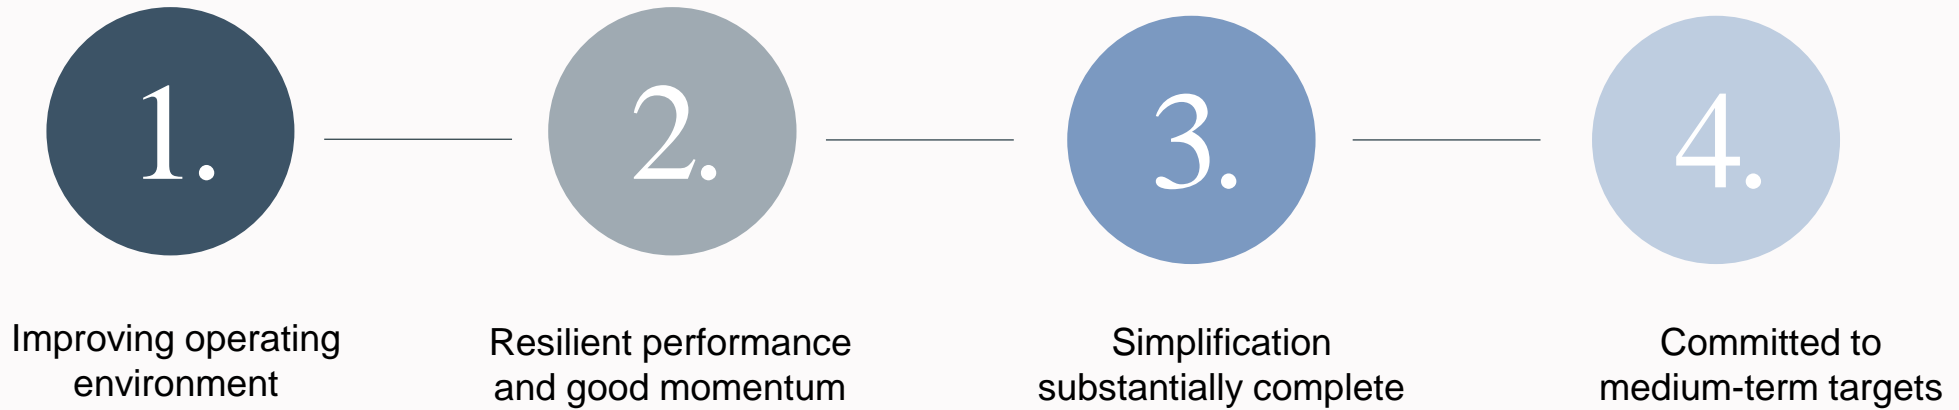 1.
2.
3.
4.
Improving operating
environment
Resilient performance
and good momentum
Simplification
substantially complete
Committed to
medium-term targets